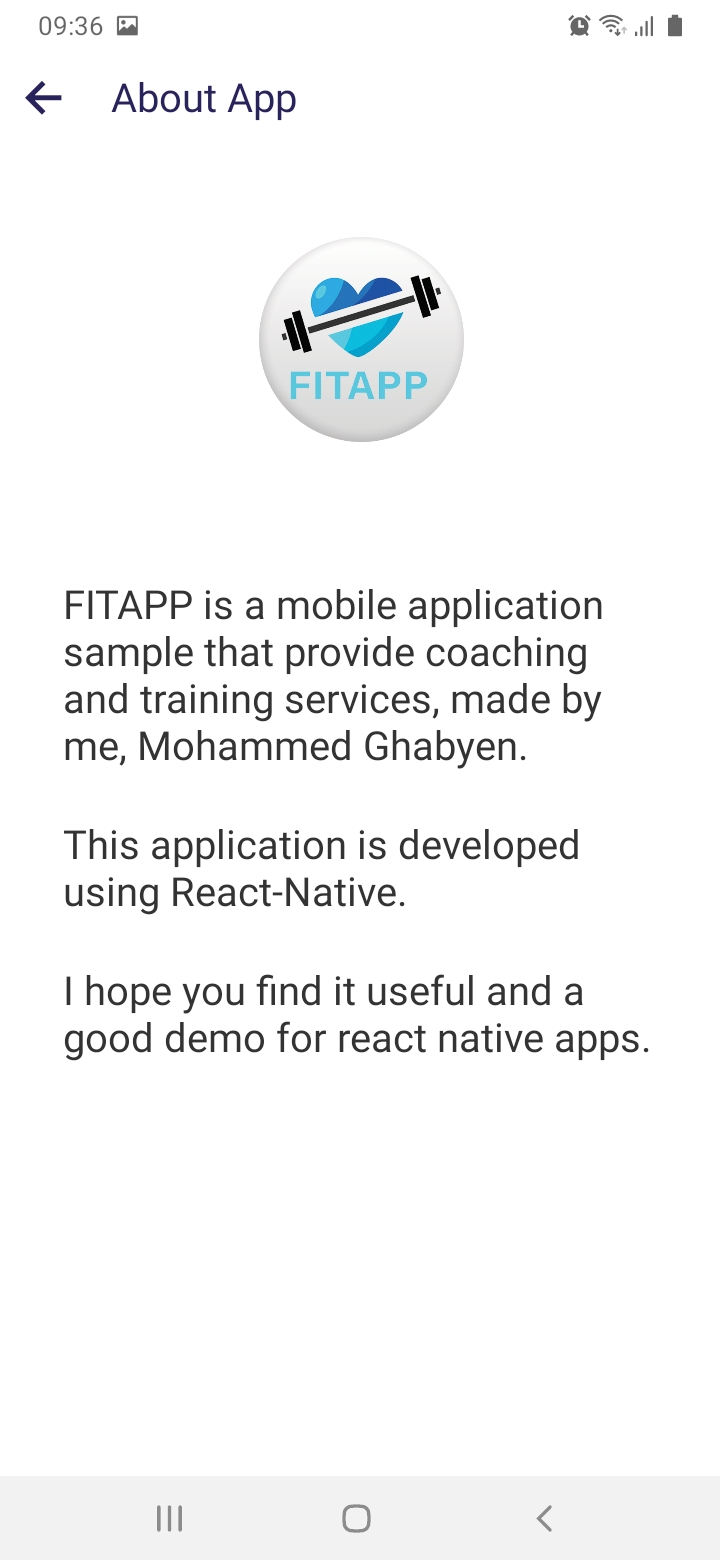 09:36
About App
FITAPP
FITAPP is a mobile application
sample that provide coaching
and training services, made by
me, Mohammed Ghabyen.
This application is developed
using React-Native.
I hope you find it useful and a
good demo for react native apps.